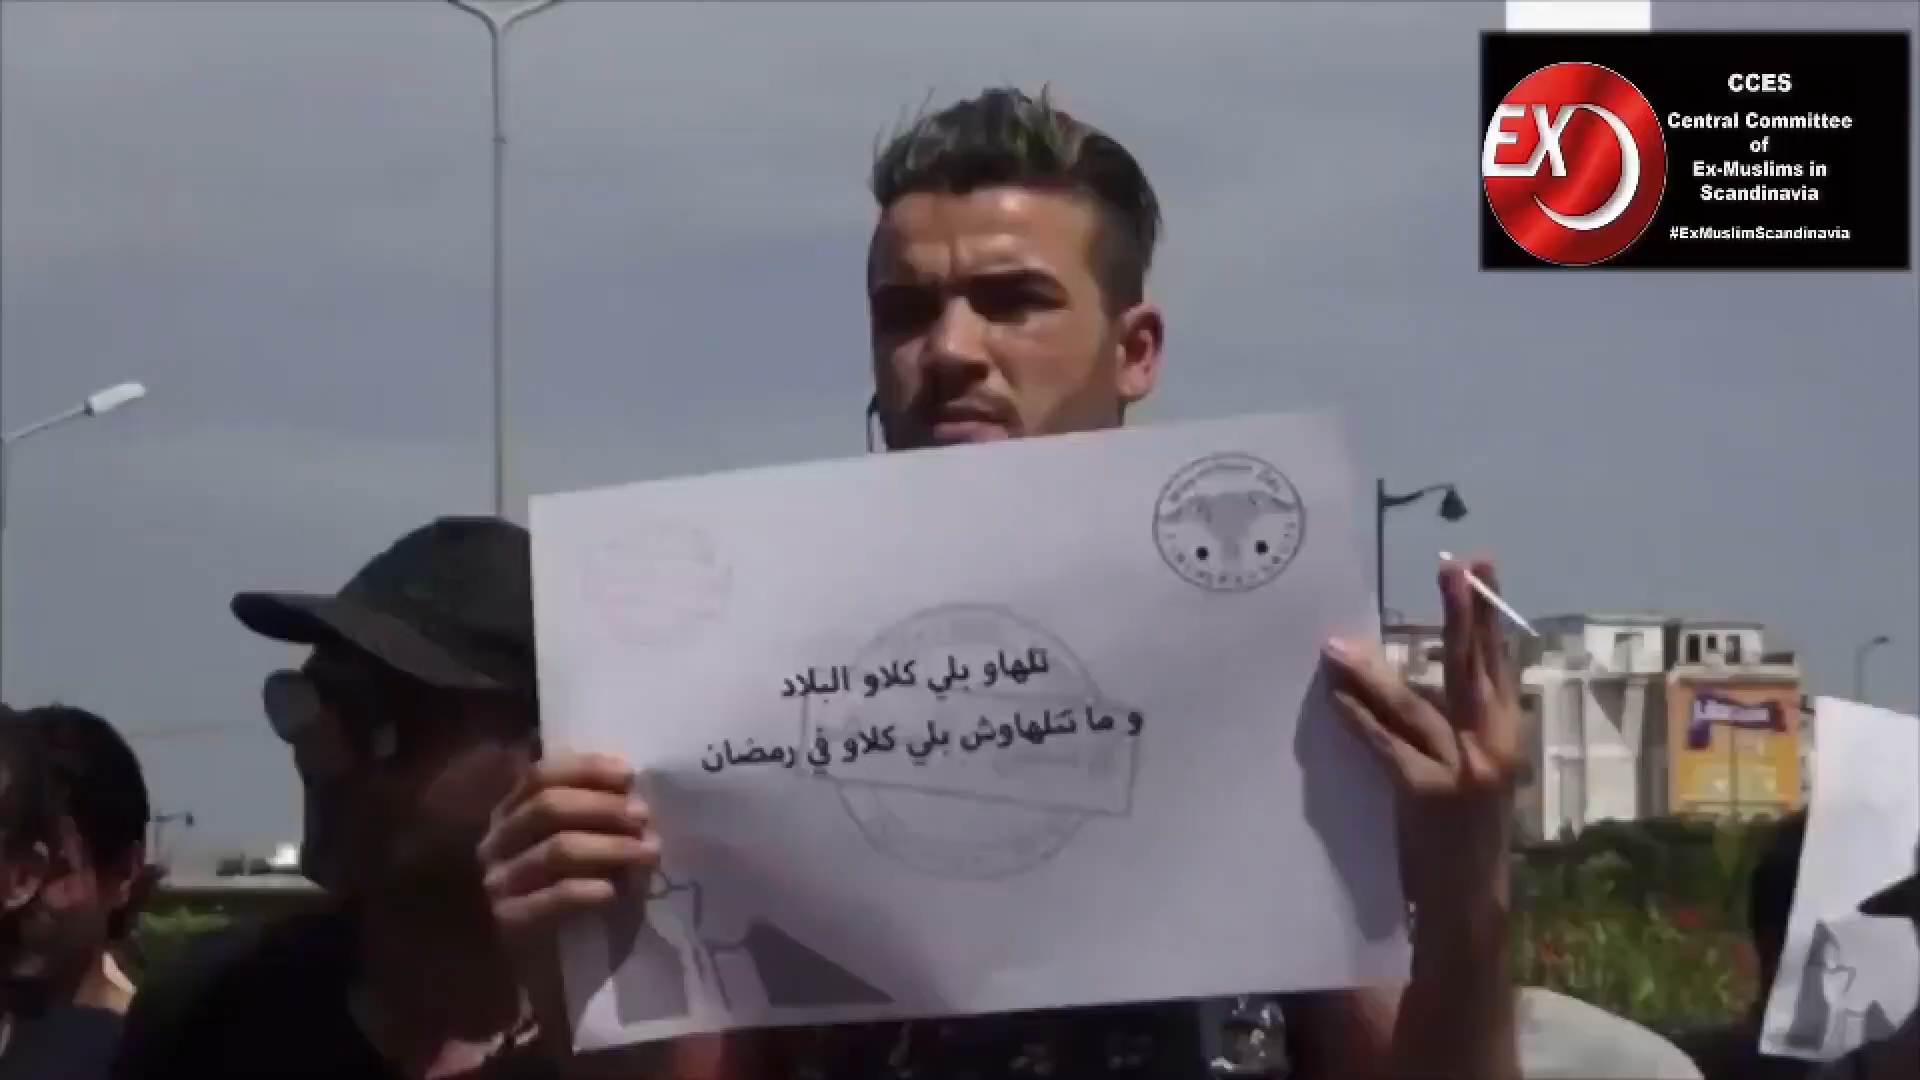 CCES
Central Committee
of
Ex-Muslims in
Scandinavia
#ExMuslimScandinavia
EX
تلهاو بلي كلاو البلاد
و ما تتلهاوش بلي كلاو في رمضان